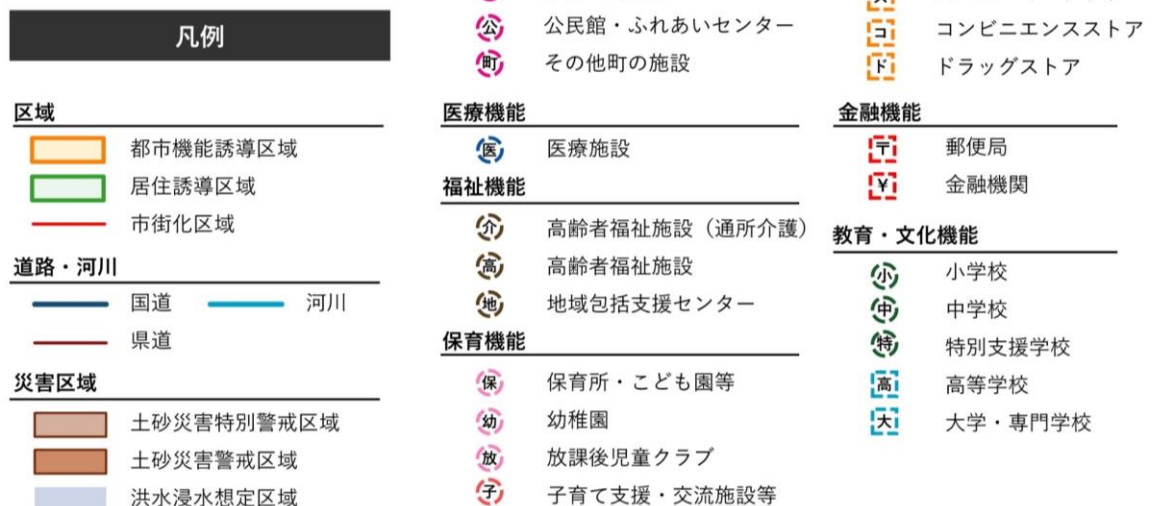 凡例
区域
都市機能誘導区域
居住誘導区域
市街化区域
道路・河川
国道
河川
県道
災害区域
土砂災害特別警戒区域
土砂災害警戒区域
洪水浸水想定区域
公 公民館・ふれあいセンター
町 その他町の施設
医療機能
医 医療施設
福祉機能
介 高齢者福祉施設（通所介護）
高 高齢者福祉施設
地 地域包括支援センター
保育機能
保 保育所・こども園等
幼 幼稚園
放 放課後児童クラブ
子 子育て支援・交流施設等
コ コンビニエンスストア
ド ドラッグストア
金融機能
〒 郵便局
¥ 金融機関
教育・文化機能
小 小学校
中 中学校
特 特別支援学校
高 高等学校
大 大学・専門学校